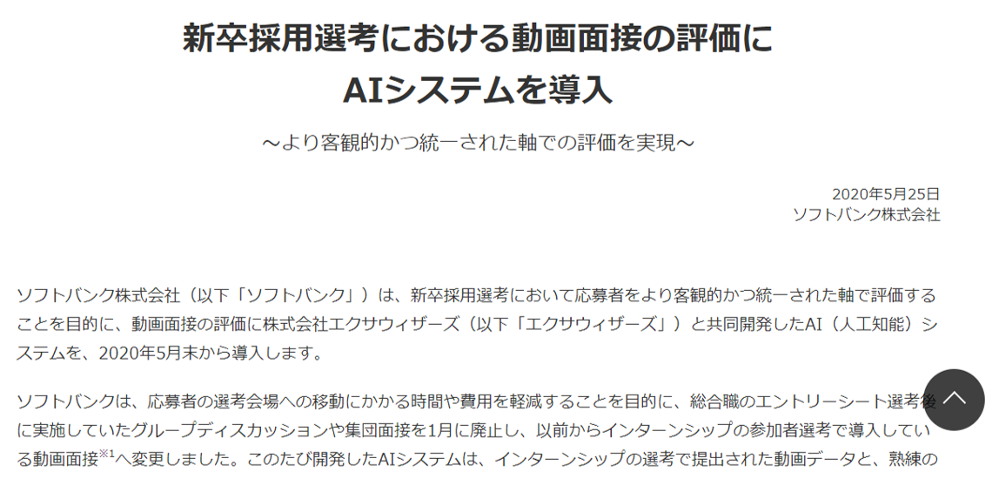 新卒採用選考における動画面接の評価に
AIシステムを導入
～より客観的かつ統一された軸での評価を実現～
2020年5月25日
ソフトバンク株式会社
ソフトバンク株式会社（以下「ソフトバンク」）は、新卒採用選考において応募者をより客観的かつ統一された軸で評価する
ことを目的に、動画面接の評価に株式会社エクサウィザーズ（以下「エクサウィザーズ」）と共同開発したAI（人工知能）シ
ステムを、2020年5月末から導入します。
ソフトバンクは、応募者の選考会場への移動にかかる時間や費用を軽減することを目的に、総合職のエントリーシート選考後
に実施していたグループディスカッションや集団面接を1月に廃止し、以前からインターンシップの参加者選考で導入してい
る動画面接※1へ変更しました。このたび開発したAIシステムは、インターンシップの選考で提出された動画データと、熟練の